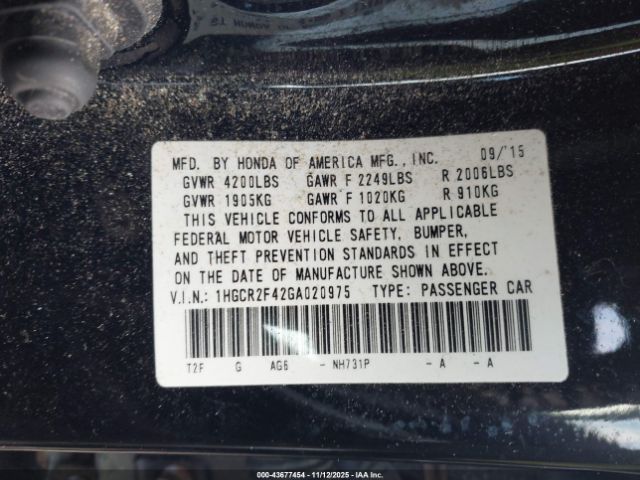 MFD. BY HONDA OF AMERICA MFG., INC. 09/'15
GVWR 4200LBS GAWR F 2249LBS R 2006LBS
GVWR 1905KG GAWR F 1020KG R 910KG
THIS VEHICLE CONFORMS TO ALL APPLICABLE
FEDERAL MOTOR VEHICLE SAFETY, BUMPER,
AND THEFT PREVENTION STANDARDS IN EFFECT
ON THE DATE OF MANUFACTURE SHOWN ABOVE.
V.I.N.: 1HGCR2F42GA020975 TYPE: PASSENGER CAR
T2F G AG6 - NH731P - A - A
000-43677454 - 11/12/2025 - IAA Inc.